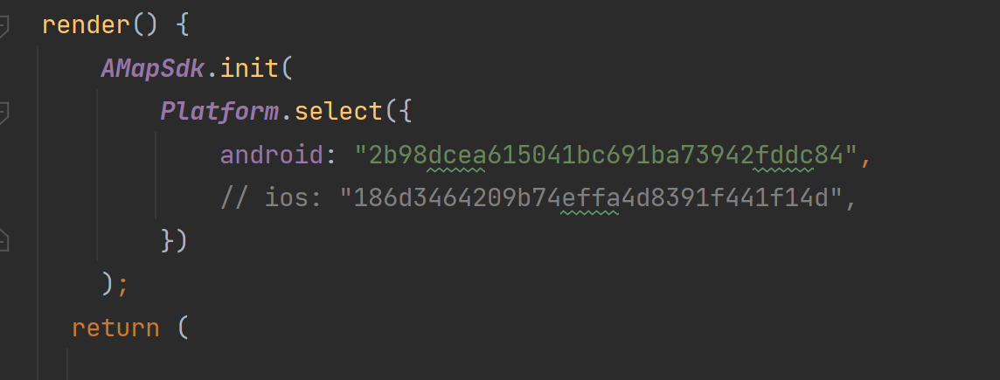 render() {
AMapSdk.init(
Platform.select({
android: "2b98dcea615041bc691ba73942fddc84",
// ios: "186d3464209b74effa4d8391f441f14d",
})
);
return (